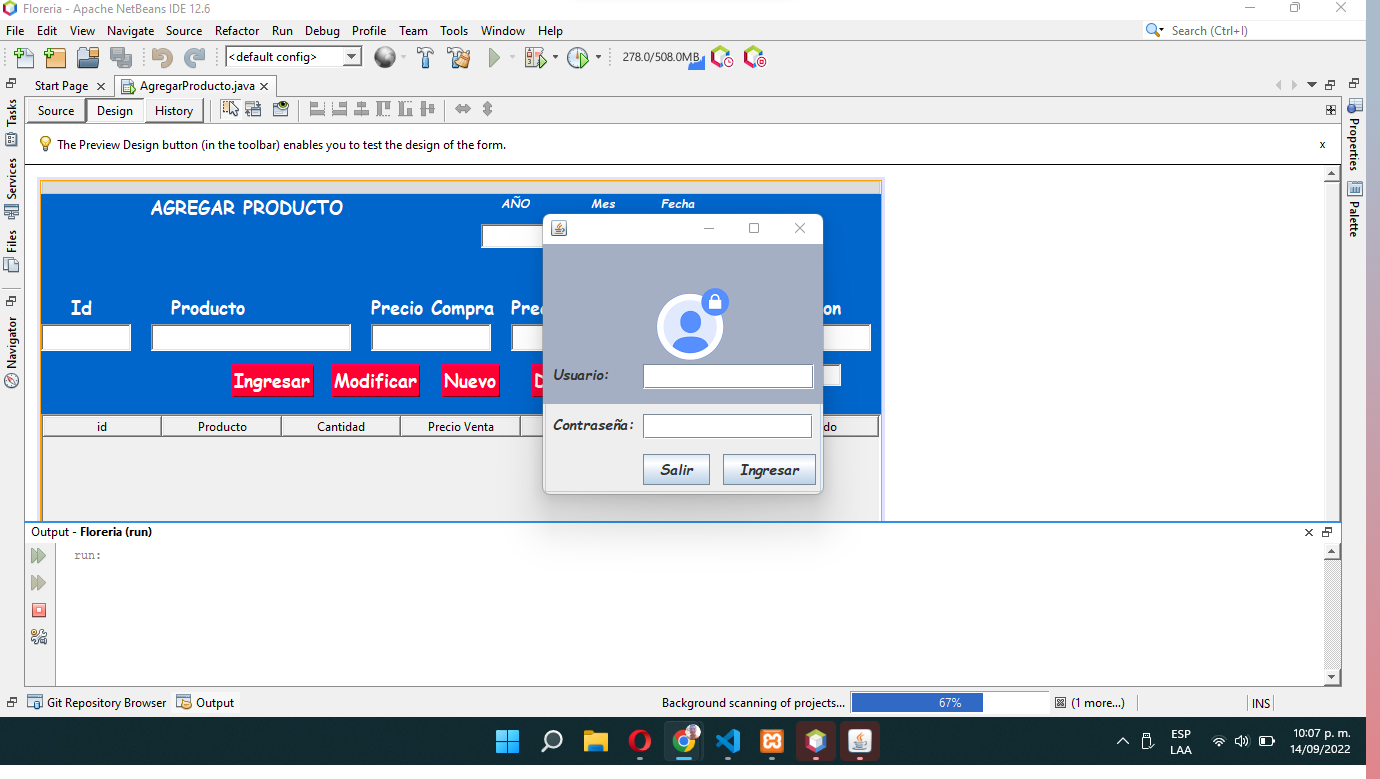 Floreria - Apache NetBeans IDE 12.6
File Edit View Navigate Source Refactor Run Debug Profile Team Tools Window Help
Search (Ctrl+I)
<default config>
278.0/508.0MB
Start Page
AgregarProducto.java
Source Design History
The Preview Design button (in the toolbar) enables you to test the design of the form.
x
Tasks
Services
Files
Navigator
Properties
Palette
AGREGAR PRODUCTO
AÑO Mes Fecha
Id Producto Precio Compra Prec
on
Ingresar Modificar Nuevo D
id Producto Cantidad Precio Venta
do
Usuario:
Contraseña:
Salir Ingresar
Output - Floreria (run)
run:
Git Repository Browser Output
Background scanning of projects... 67% (1 more...) INS
ESP
LAA
10:07 p. m.
14/09/2022